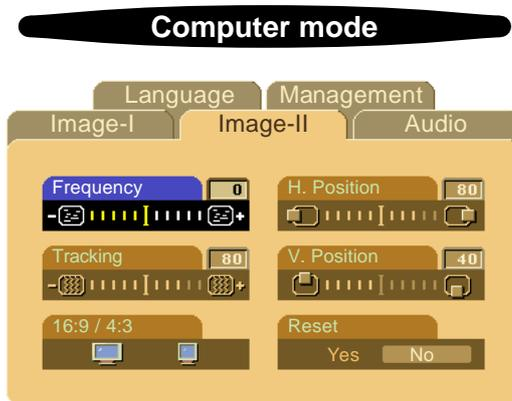 Computer mode
Language Management
Image-I Image-II Audio
Frequency 0
- +
H. Position 80
Tracking 80
- +
V. Position 40
16:9 / 4:3
Reset
Yes No